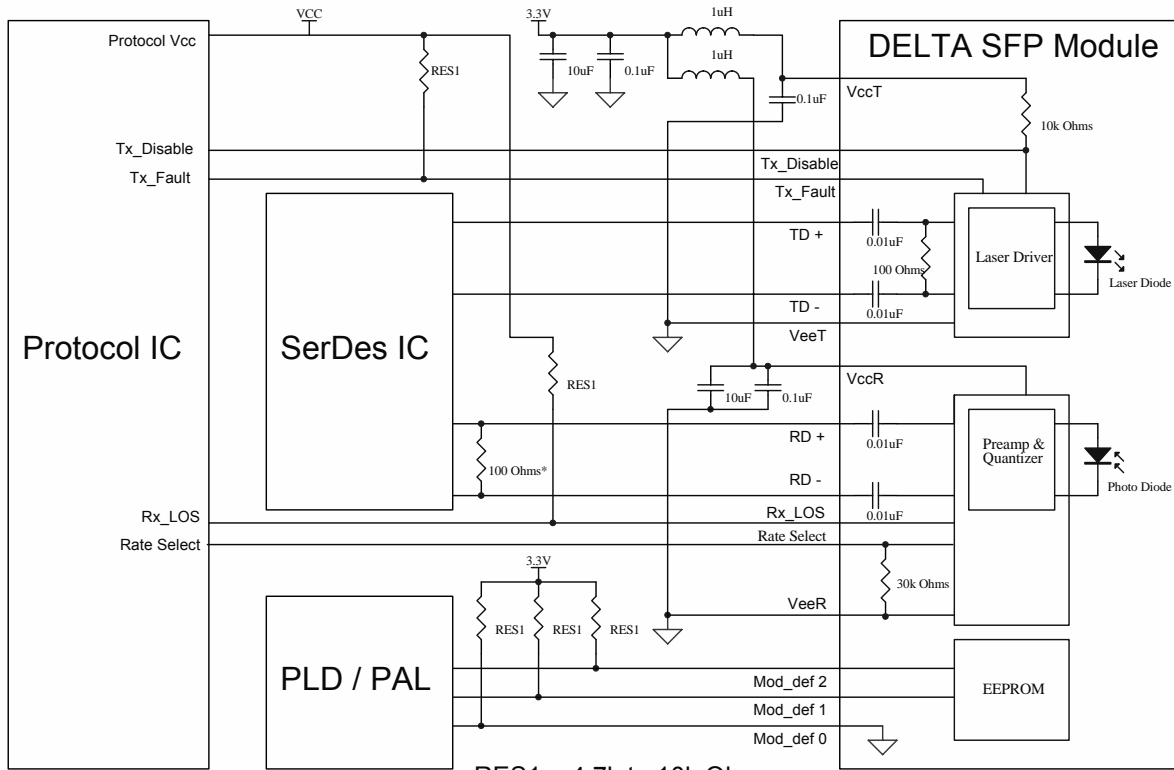 VCC
3.3V
1uH
Protocol Vcc
DELTA SFP Module
1uH
RES1
10uF
0.1uF
VccT
0.1uF
10k Ohms
Tx_Disable
Tx_Disable
Tx_Fault
Tx_Fault
TD +
0.01uF
Laser Driver
100 Ohms
Laser Diode
TD -
0.01uF
VeeT
Protocol IC
SerDes IC
RES1
VccR
10uF
0.1uF
RD +
0.01uF
Preamp &
Quantizer
100 Ohms*
RD -
Photo Diode
Rx_LOS
Rx_LOS
0.01uF
Rate Select
Rate Select
3.3V
30k Ohms
VeeR
RES1
RES1
RES1
PLD / PAL
Mod_def 2
EEPROM
Mod_def 1
Mod_def 0